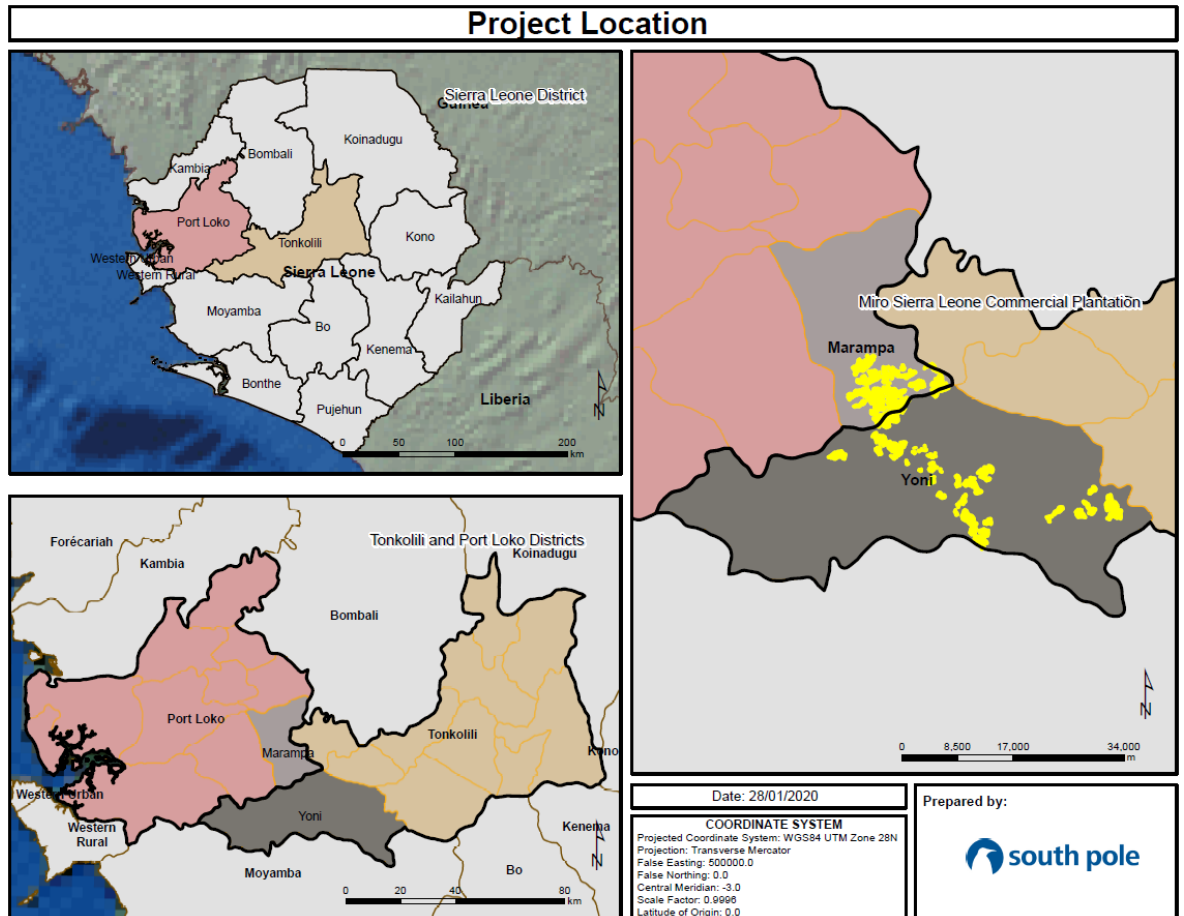 Project Location
Sierra Leone District
Guinea
Koinadugu
Bombali
Kambia
Port Loko
Kono
Tonkolili
Western Urban
Sierra Leone
Western Rural
Kailahun
Moyamba
Bo
Kenema
Bonthe
Liberia
Pujehun
N
0 50 100 200
km
Miro Sierra Leone Commercial Plantation
Marampa
Yoni
N
0 8,500 17,000 34,000
m
Tonkolili and Port Loko Districts
Forécariah
Koinadugu
Kambia
Bombali
Port Loko
Tonkolili
Marampa
Kono
Western Urban
Yoni
Western
Rural
Kenema
Moyamba
Bo
N
0 20 40 80
km
Date: 28/01/2020
COORDINATE SYSTEM
Projected Coordinate System: WGS84 UTM Zone 28N
Projection: Transverse Mercator
False Easting: 500000.0
False Northing: 0.0
Central Meridian: -3.0
Scale Factor: 0.9996
Latitude of Origin: 0.0
Prepared by:
south pole